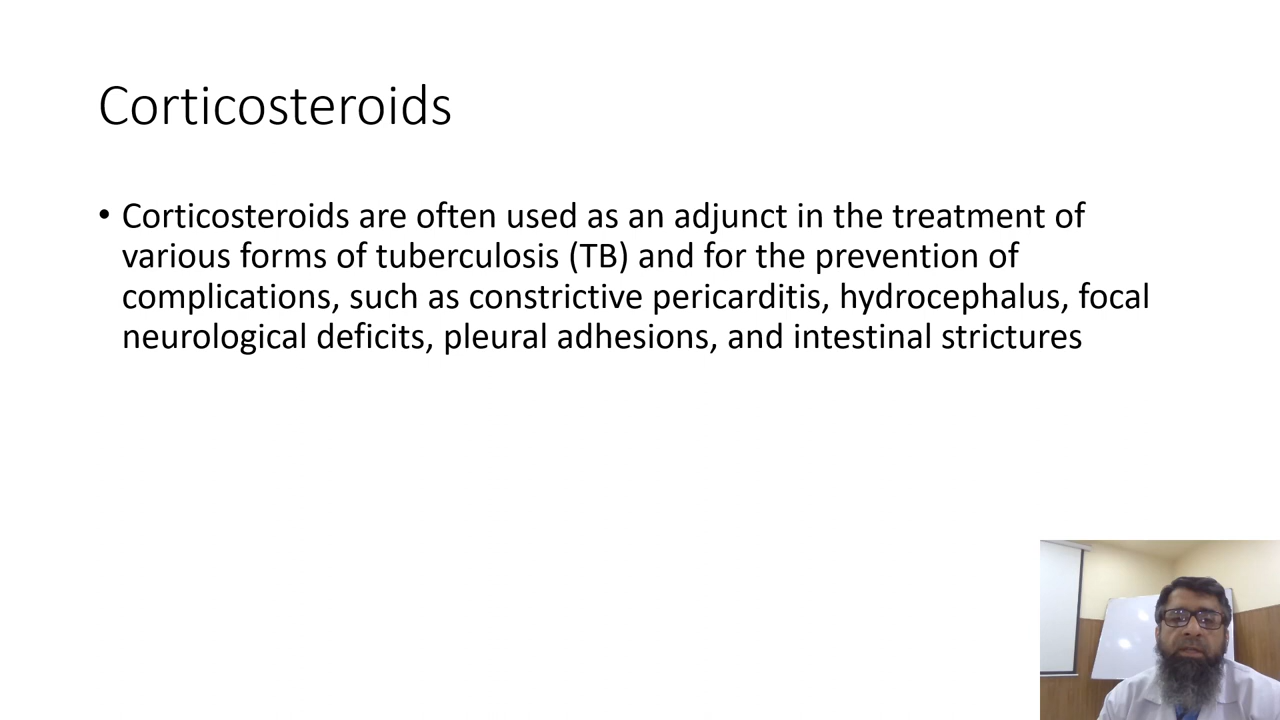 Corticosteroids
• Corticosteroids are often used as an adjunct in the treatment of
various forms of tuberculosis (TB) and for the prevention of
complications, such as constrictive pericarditis, hydrocephalus, focal
neurological deficits, pleural adhesions, and intestinal strictures